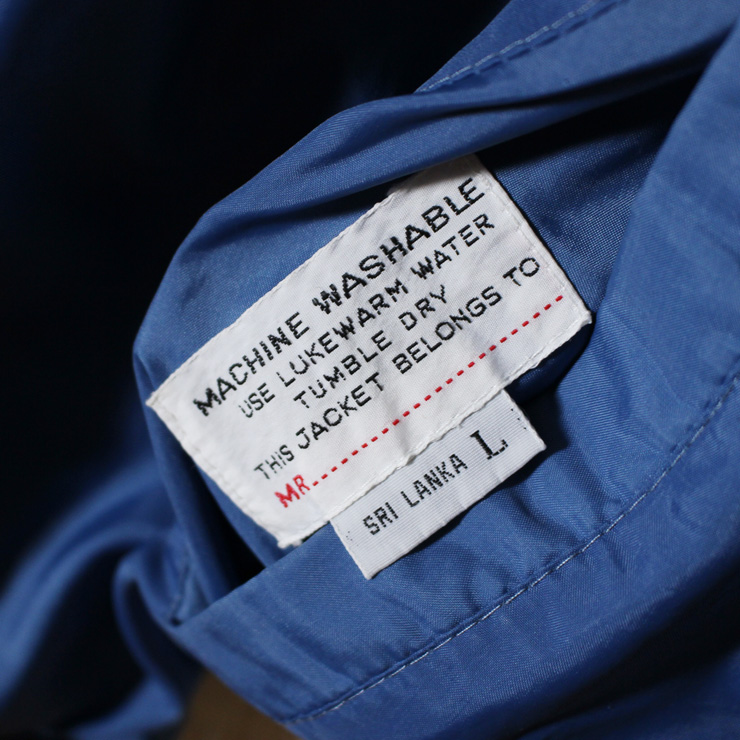 MACHINE WASHABLE
USE LUKEWARM WATER
TUMBLE DRY
THIS JACKET BELONGS TO
MR.
SRI LANKA L